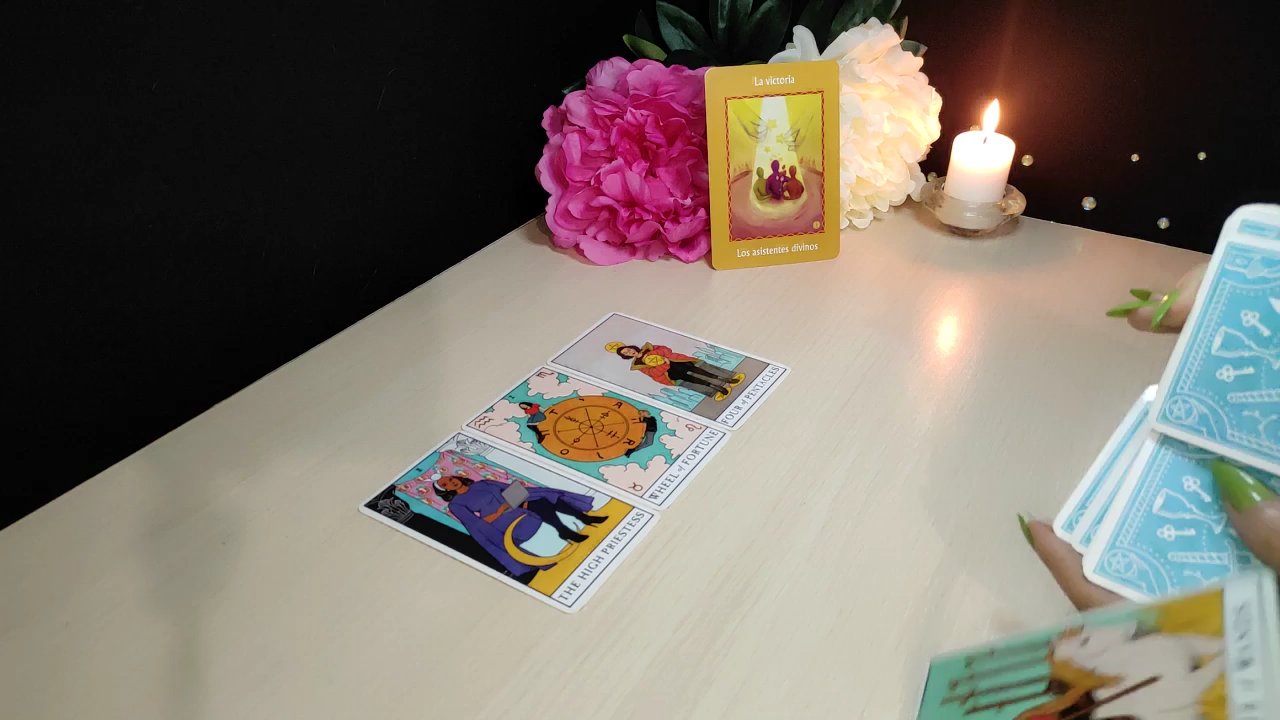 La victoria
Los asistentes divinos
FOUR of PENTACLES
WHEEL of FORTUNE
THE HIGH PRIESTESS